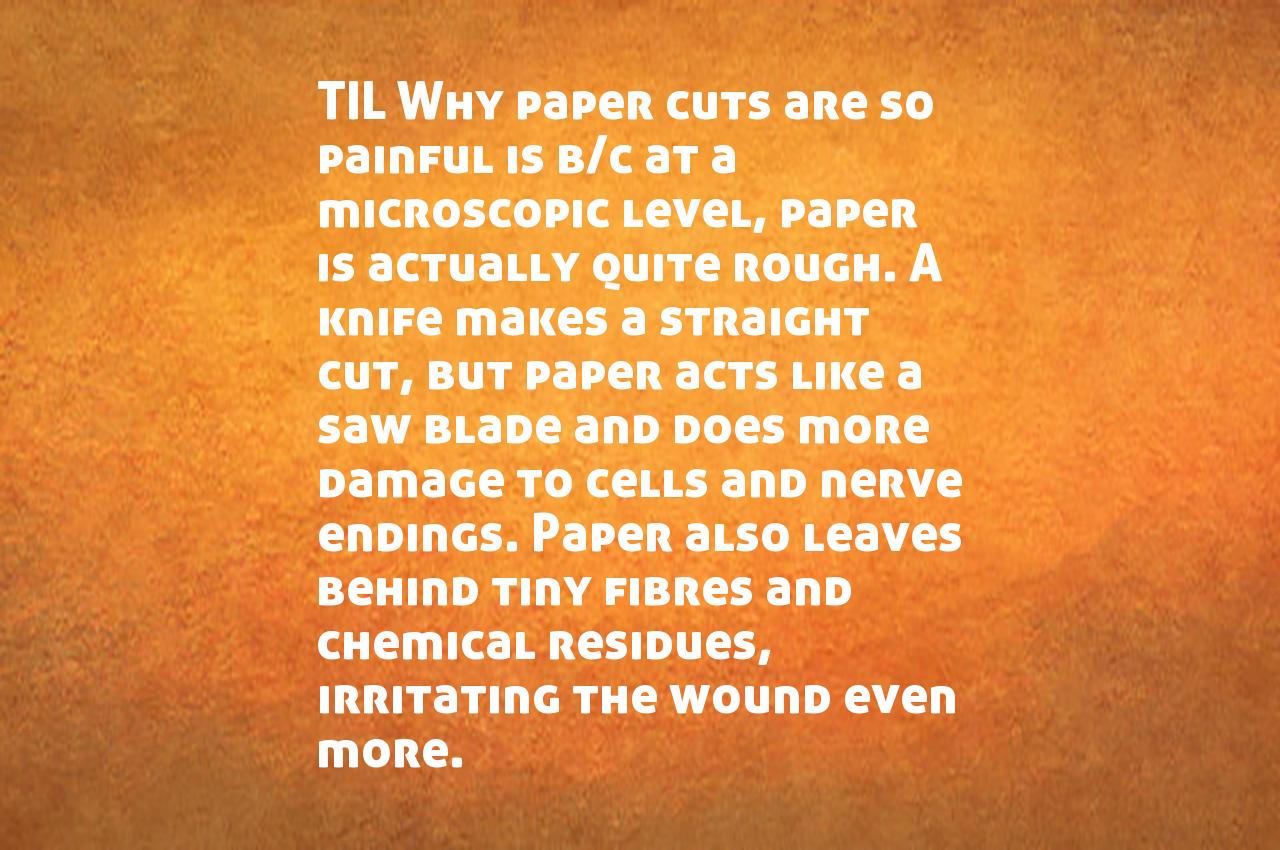 TIL Why paper cuts are so
painful is b/c at a
microscopic level, paper
is actually quite rough. A
knife makes a straight
cut, but paper acts like a
saw blade and does more
damage to cells and nerve
endings. Paper also leaves
behind tiny fibres and
chemical residues,
irritating the wound even
more.